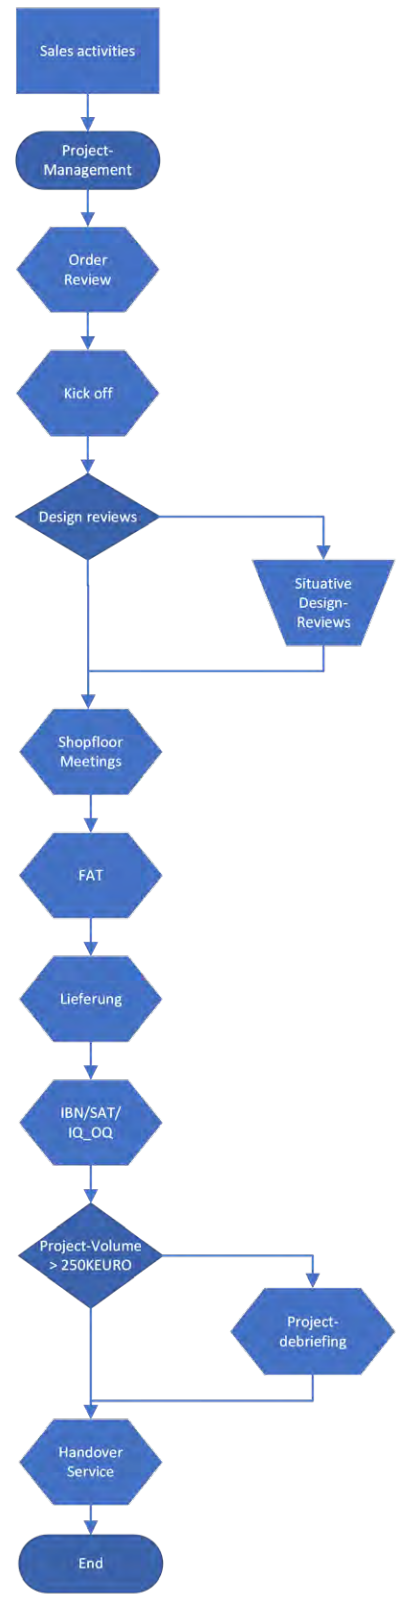 Sales activities
Project-
Management
Order
Review
Kick off
Design reviews
Situative
Design-
Reviews
Shopfloor
Meetings
FAT
Lieferung
IBN/SAT/
IQ_OQ
Project-Volume
> 250KEURO
Project-
debriefing
Handover
Service
End